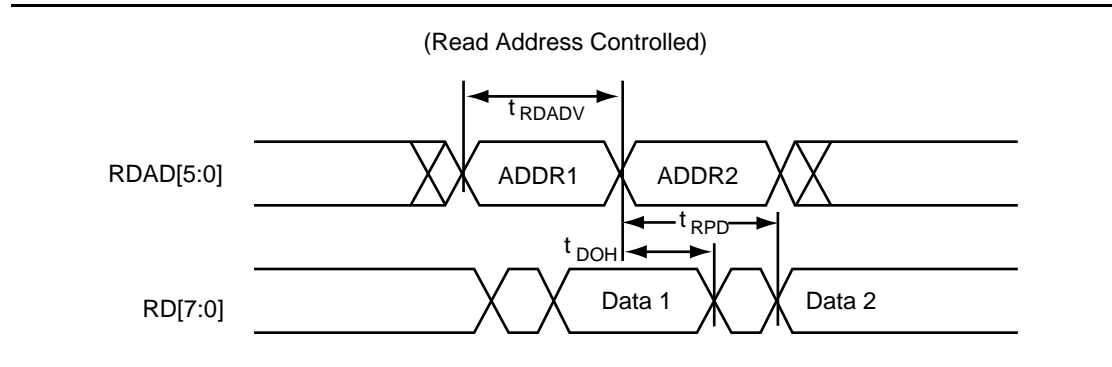 (Read Address Controlled)
t RDADV
RDAD[5:0] ADDR1 ADDR2
t RPD
t DOH
RD[7:0] Data 1 Data 2